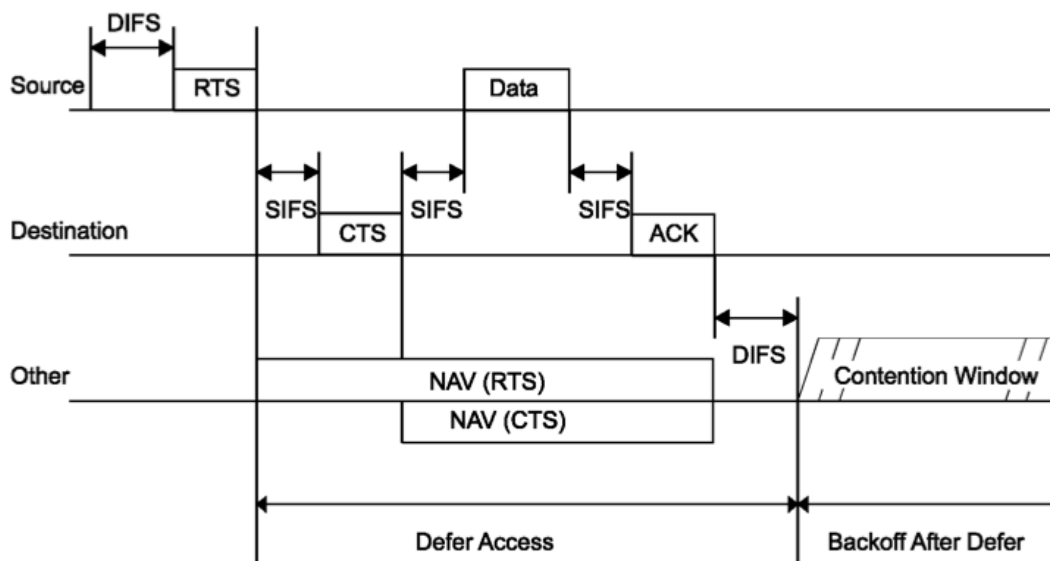 DIFS
Source
RTS
Data
SIFS
SIFS
SIFS
Destination
CTS
ACK
DIFS
Other
NAV (RTS)
Contention Window
NAV (CTS)
Defer Access
Backoff After Defer